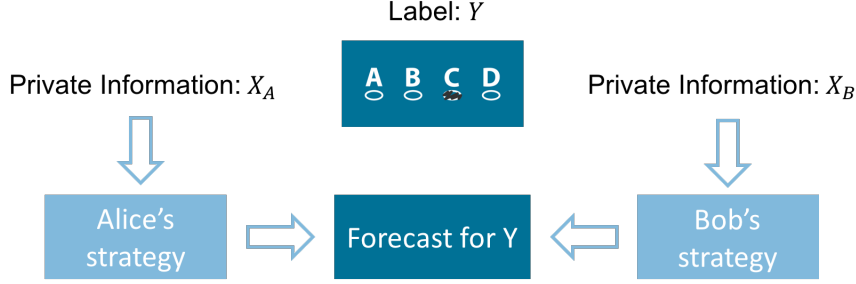 Label: Y
A B C D
Private Information: X_A
Private Information: X_B
Alice's
strategy
Forecast for Y
Bob's
strategy